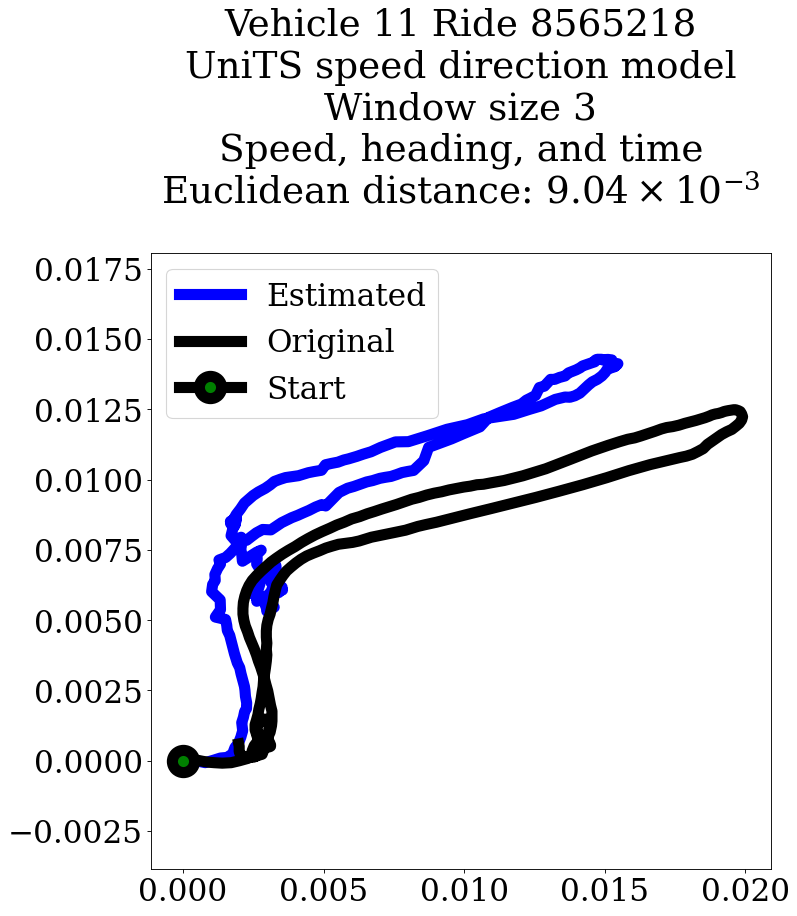 Vehicle 11 Ride 8565218
UniTS speed direction model
Window size 3
Speed, heading, and time
Euclidean distance: 9.04 × 10⁻³
0.0175
0.0150
0.0125
0.0100
0.0075
0.0050
0.0025
0.0000
−0.0025
Estimated
Original
Start
0.000 0.005 0.010 0.015 0.020